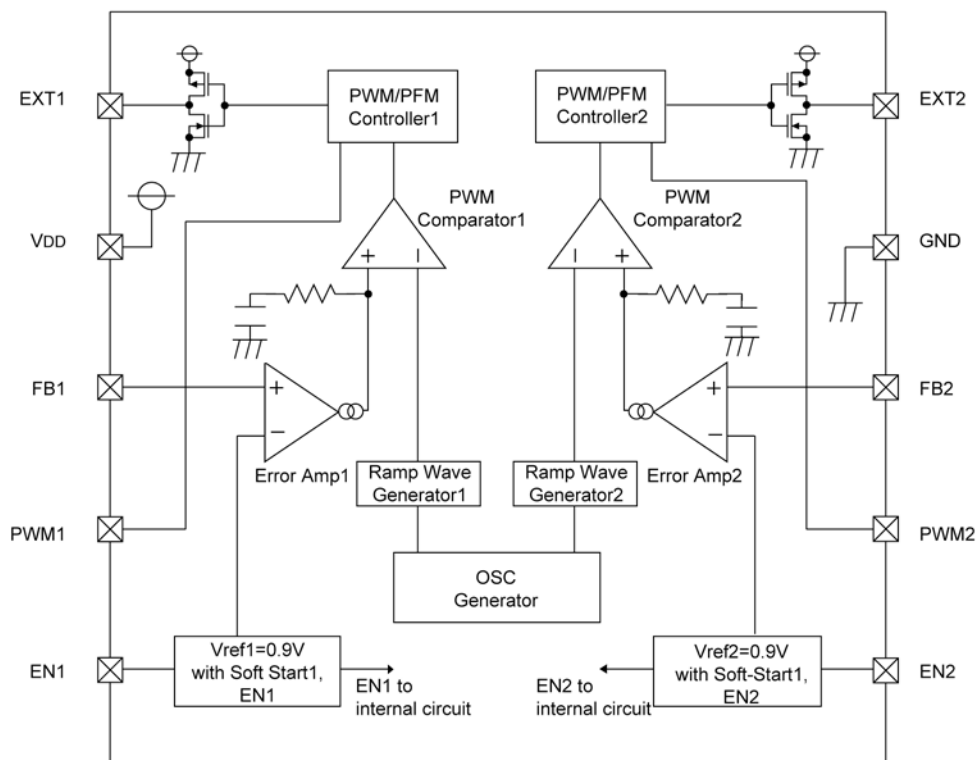 EXT1
PWM/PFM
Controller1
PWM/PFM
Controller2
EXT2
VDD
PWM
Comparator1
PWM
Comparator2
GND
+
−
−
+
FB1
+
−
Error Amp1
+
−
Error Amp2
FB2
Ramp Wave
Generator1
Ramp Wave
Generator2
PWM1
PWM2
OSC
Generator
EN1
Vref1=0.9V
with Soft Start1,
EN1
EN1 to
internal circuit
EN2 to
internal circuit
Vref2=0.9V
with Soft-Start1,
EN2
EN2